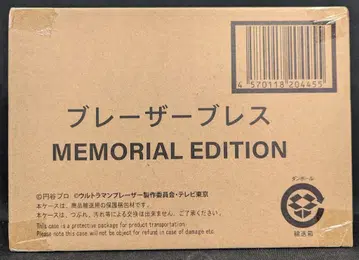 4 570118 204455
ブレーザーブレス
MEMORIAL EDITION
©円谷プロ ©ウルトラマンブレーザー製作委員会・テレビ東京
本ケースは、商品輸送用の保護梱包材です。
本ケースは、つぶれ、汚れ等による交換は出来ません。ご了承ください。
This case is a protective package for product transportation.
Please note this case will not be object for refund in case of damage etc.
ダンボール
輸送箱